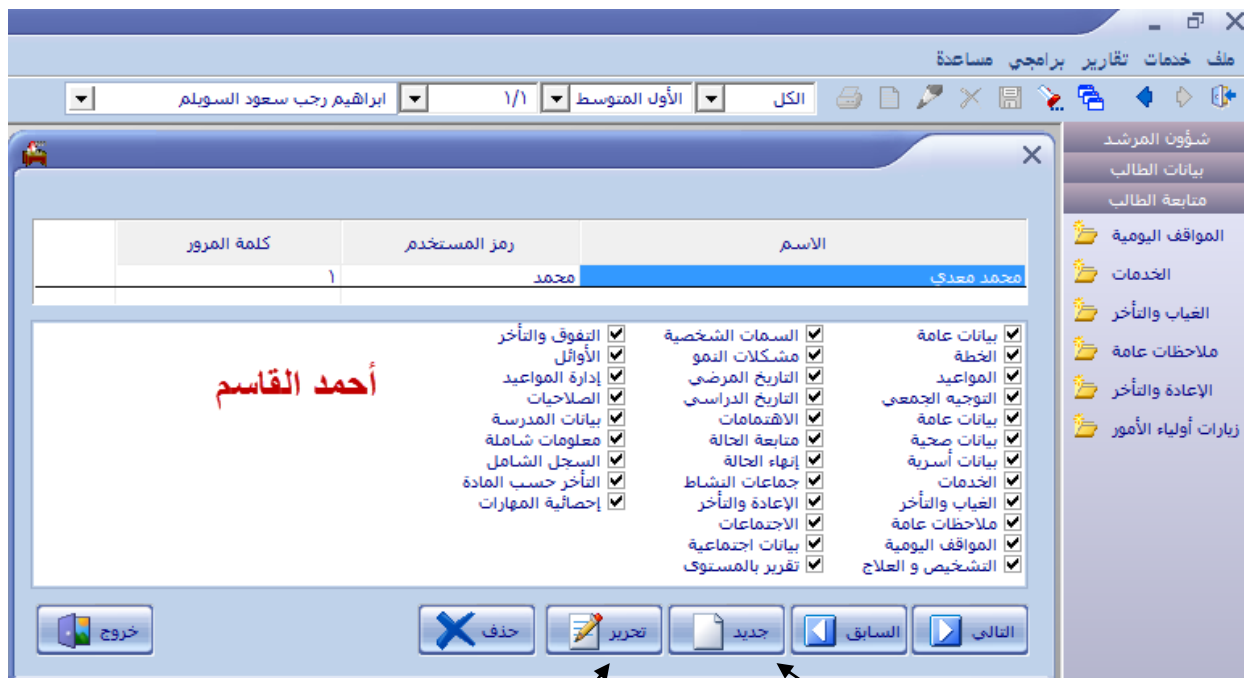 ملف خدمات تقارير برامجي مساعدة
الكل الأول المتوسط ١/١ ابراهيم رجب سعود السويلم
شؤون المرشد
بيانات الطالب
متابعة الطالب
المواقف اليومية
الخدمات
الغياب والتأخر
ملاحظات عامة
الإعادة والتأخر
زيارات أولياء الأمور
الاسم رمز المستخدم كلمة المرور
محمد معدي محمد ١
بيانات عامة السمات الشخصية التفوق والتأخر
الخطة مشكلات النمو الأوائل
المواعيد التاريخ المرضي إدارة المواعيد
التوجيه الجمعي التاريخ الدراسي الصلاحيات
بيانات عامة الاهتمامات بيانات المدرسة
بيانات صحية متابعة الحالة معلومات شاملة
بيانات أسرية إنهاء الحالة السجل الشامل
الخدمات جماعات النشاط التأخر حسب المادة
الغياب والتأخر الإعادة والتأخر إحصائية المهارات
ملاحظات عامة الاجتماعات
المواقف اليومية بيانات اجتماعية
التشخيص و العلاج تقرير بالمستوى
أحمد القاسم
التالي السابق جديد تحرير حذف خروج